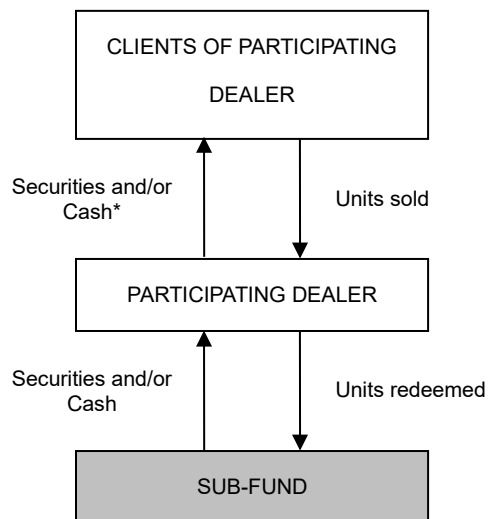 CLIENTS OF PARTICIPATING
DEALER
Securities and/or
Cash*
Units sold
PARTICIPATING DEALER
Securities and/or
Cash
Units redeemed
SUB-FUND